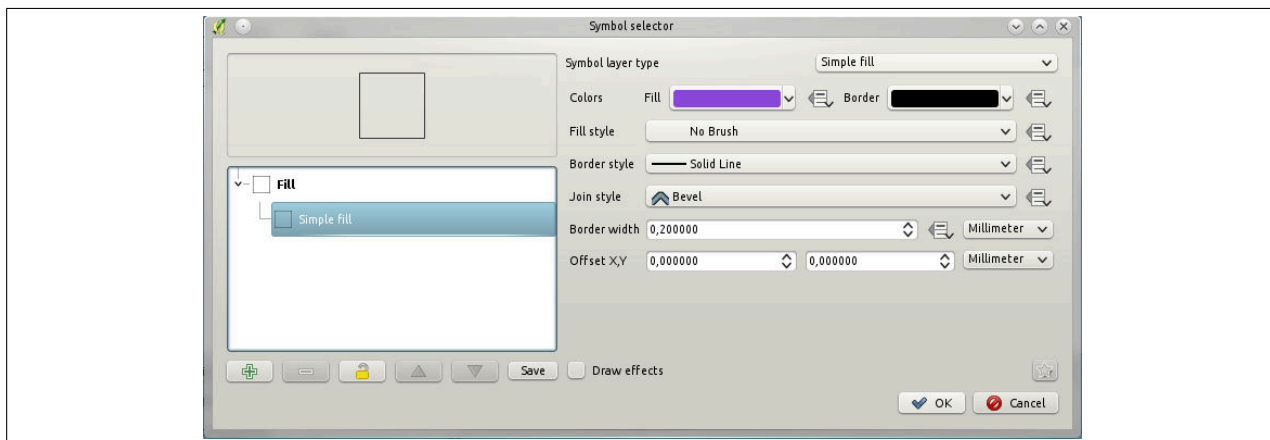 Symbol selector
Symbol layer type Simple fill
Colors Fill Border
Fill style No Brush
Border style Solid Line
Join style Bevel
Border width 0,200000 Millimeter
Offset X,Y 0,000000 0,000000 Millimeter
Fill
Simple fill
Save Draw effects
OK Cancel